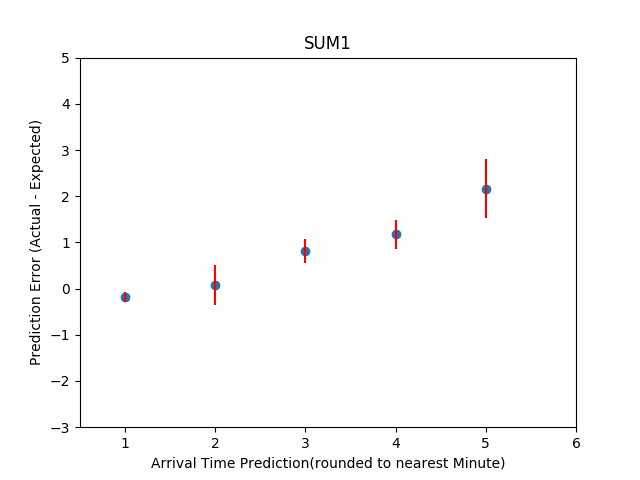 SUM1
5
4
3
2
1
0
−1
−2
−3
Prediction Error (Actual - Expected)
1 2 3 4 5 6
Arrival Time Prediction(rounded to nearest Minute)